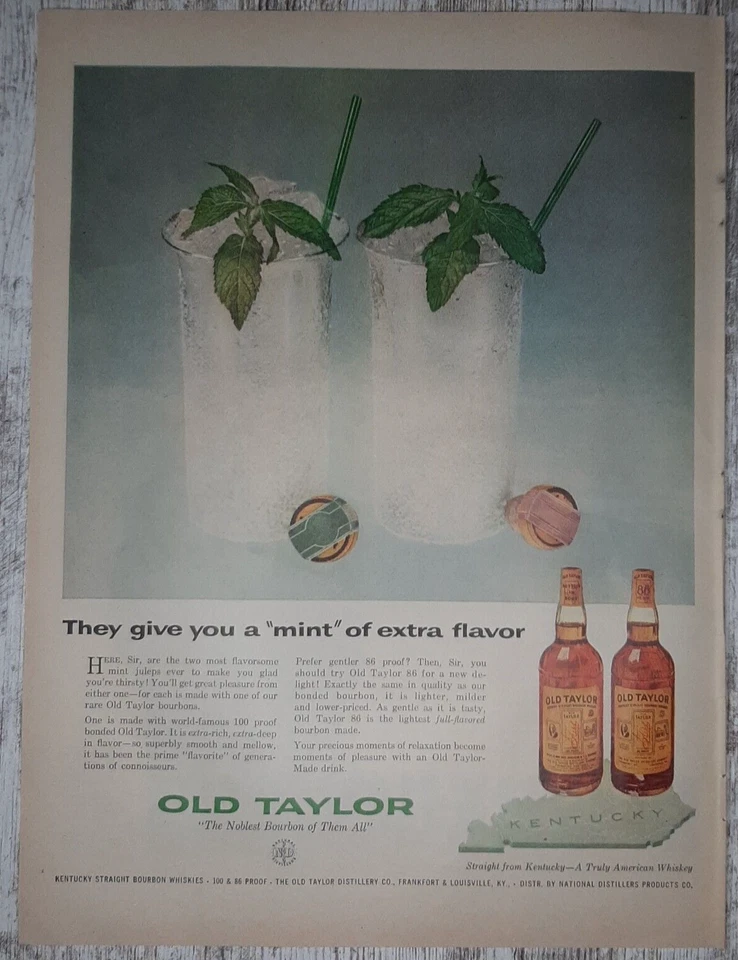 They give you a "mint" of extra flavor
HERE, Sir, are the two most flavorsome
mint juleps ever to make you glad
you're thirsty! You'll get great pleasure from
either one—for each is made with one of our
rare Old Taylor bourbons.
One is made with world-famous 100 proof
bonded Old Taylor. It is extra-rich, extra-deep
in flavor—so superbly smooth and mellow,
it has been the prime "flavorite" of genera-
tions of connoisseurs.
Prefer gentler 86 proof? Then, Sir, you
should try Old Taylor 86 for a new de-
light! Exactly the same in quality as our
bonded bourbon, it is lighter, milder
and lower-priced. As gentle as it is tasty,
Old Taylor 86 is the lightest full-flavored
bourbon made.
Your precious moments of relaxation become
moments of pleasure with an Old Taylor-
Made drink.
OLD TAYLOR
"The Noblest Bourbon of Them All"
86
OLD TAYLOR
OLD TAYLOR
TAYLOR
TAYLOR
KENTUCKY
Straight from Kentucky—A Truly American Whiskey
KENTUCKY STRAIGHT BOURBON WHISKIES · 100 & 86 PROOF · THE OLD TAYLOR DISTILLERY CO., FRANKFORT & LOUISVILLE, KY., · DISTR. BY NATIONAL DISTILLERS PRODUCTS CO.